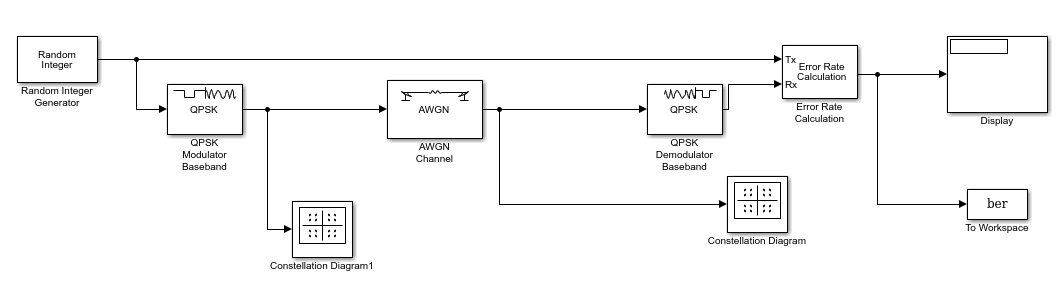 Random
Integer
Random Integer
Generator
QPSK
QPSK
Modulator
Baseband
AWGN
AWGN
Channel
QPSK
QPSK
Demodulator
Baseband
Tx
Rx
Error Rate
Calculation
Error Rate
Calculation
Display
Constellation Diagram1
Constellation Diagram
ber
To Workspace